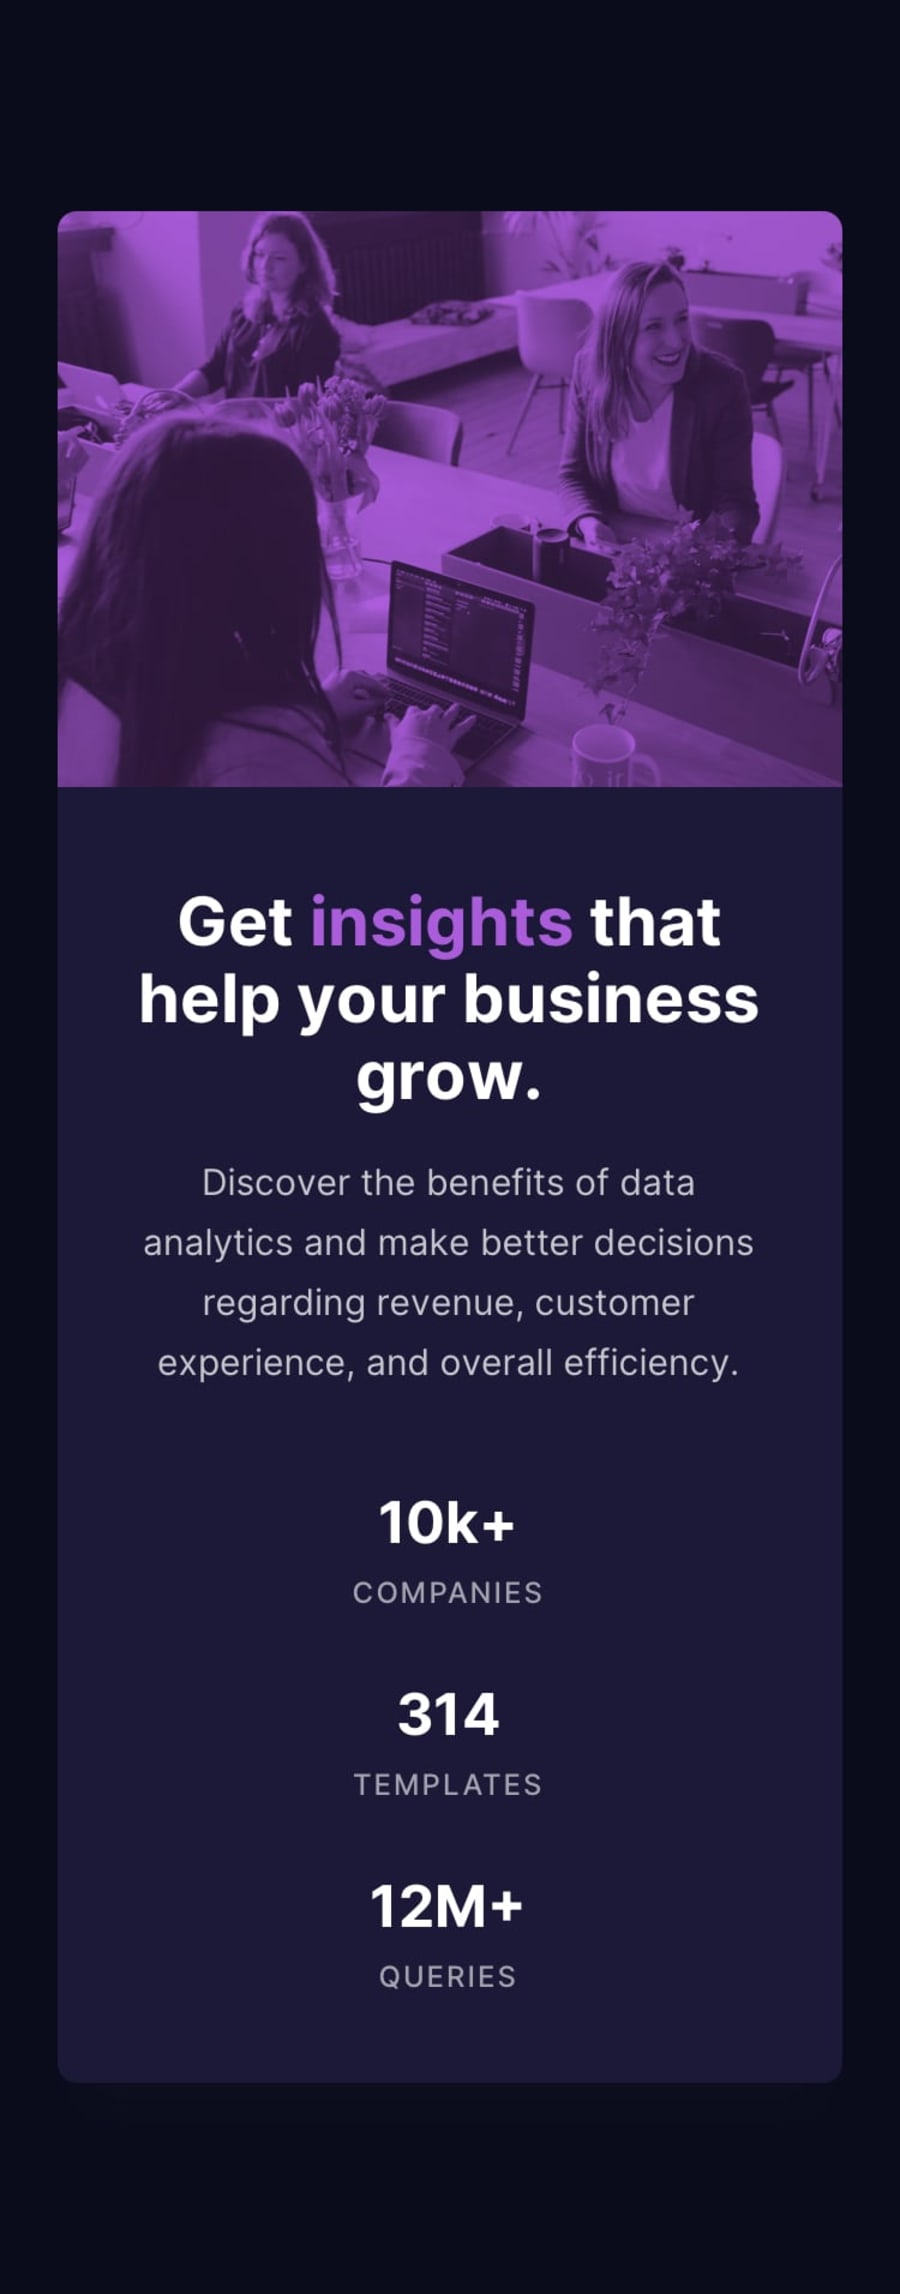 Get insights that
help your business
grow.
Discover the benefits of data
analytics and make better decisions
regarding revenue, customer
experience, and overall efficiency.
10k+
COMPANIES
314
TEMPLATES
12M+
QUERIES